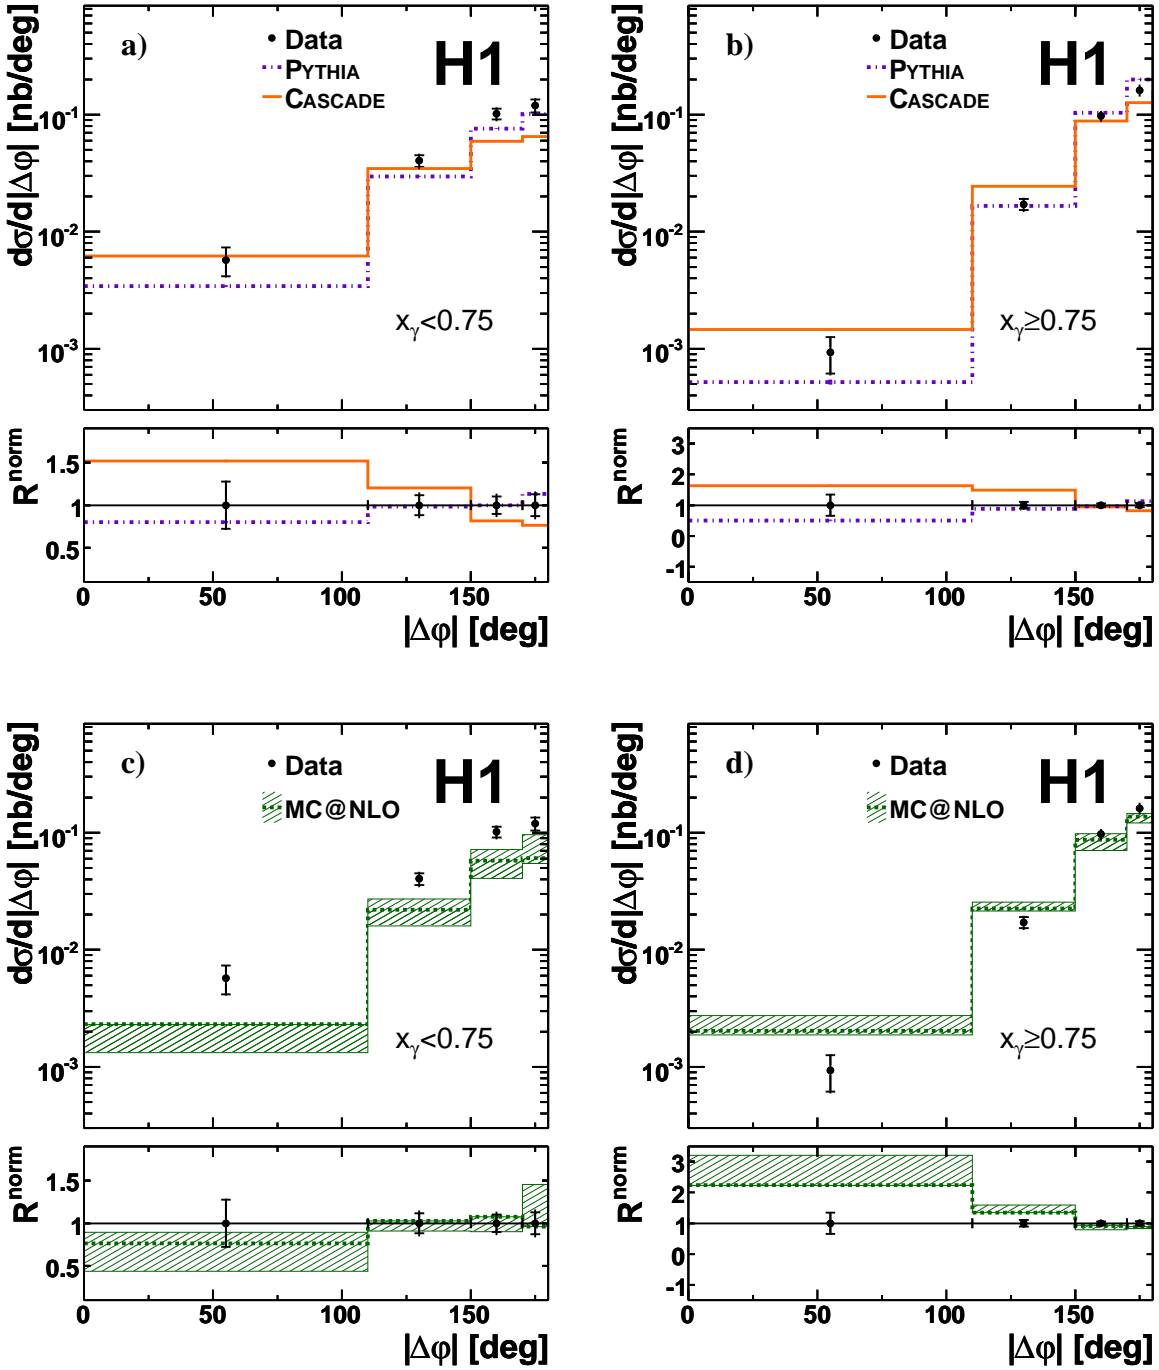 a)
Data
PYTHIA
CASCADE
H1
dσ/d|Δφ| [nb/deg]
10⁻¹
10⁻²
10⁻³
xγ<0.75
Rnorm
1.5
1
0.5
0 50 100 150
|Δφ| [deg]
b)
Data
PYTHIA
CASCADE
H1
dσ/d|Δφ| [nb/deg]
10⁻¹
10⁻²
10⁻³
xγ≥0.75
Rnorm
3
2
1
0
-1
0 50 100 150
|Δφ| [deg]
c)
Data
MC@NLO
H1
dσ/d|Δφ| [nb/deg]
10⁻¹
10⁻²
10⁻³
xγ<0.75
Rnorm
1.5
1
0.5
0 50 100 150
|Δφ| [deg]
d)
Data
MC@NLO
H1
dσ/d|Δφ| [nb/deg]
10⁻¹
10⁻²
10⁻³
xγ≥0.75
Rnorm
3
2
1
0
-1
0 50 100 150
|Δφ| [deg]